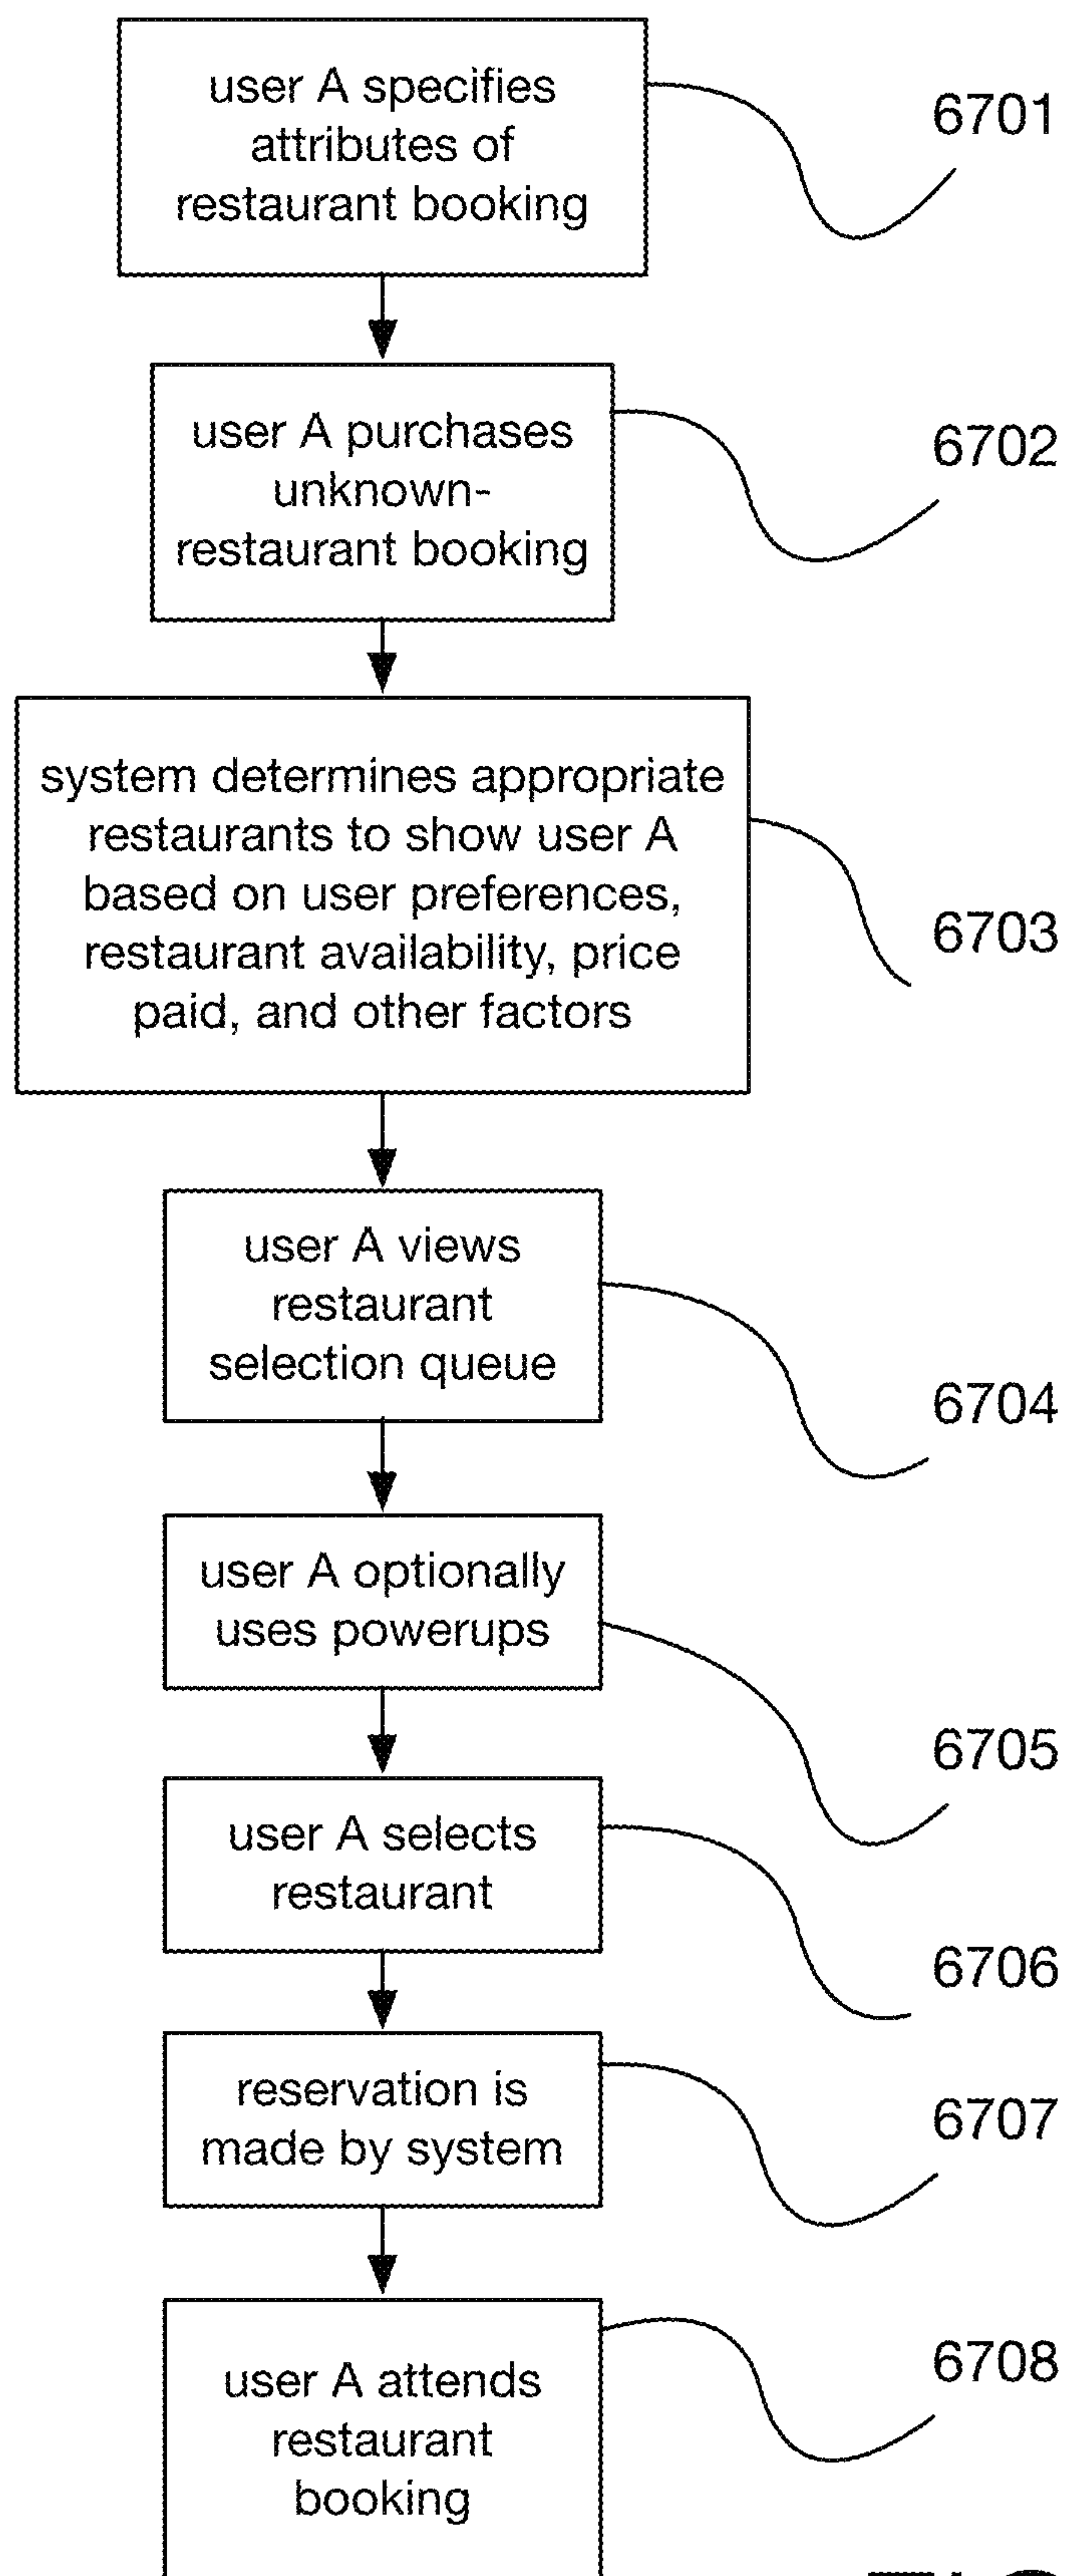 user A specifies
attributes of
restaurant booking
6701
user A purchases
unknown-
restaurant booking
6702
system determines appropriate
restaurants to show user A
based on user preferences,
restaurant availability, price
paid, and other factors
6703
user A views
restaurant
selection queue
6704
user A optionally
uses powerups
6705
user A selects
restaurant
6706
reservation is
made by system
6707
user A attends
restaurant
booking
6708